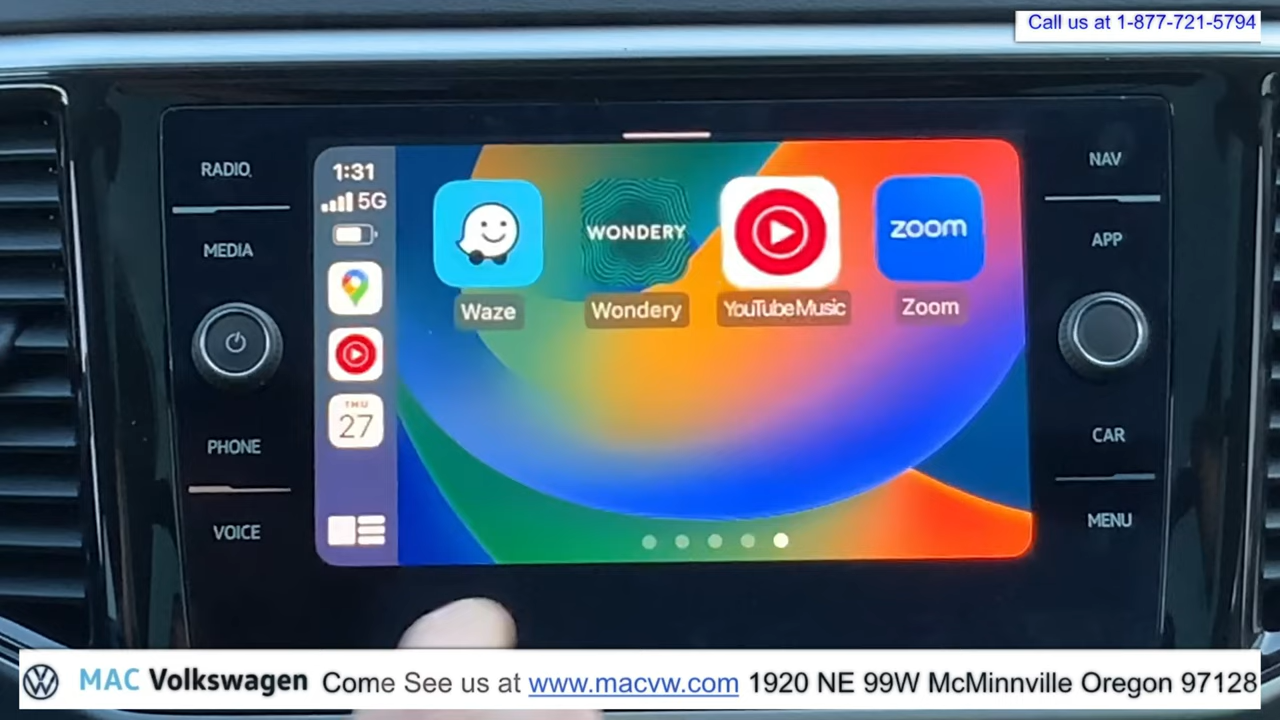 Call us at 1-877-721-5794
RADIO
MEDIA
PHONE
VOICE
1:31
5G
THU
27
WONDERY
zoom
Waze
Wondery
YouTube Music
Zoom
NAV
APP
CAR
MENU
MAC Volkswagen Come See us at www.macvw.com 1920 NE 99W McMinnville Oregon 97128